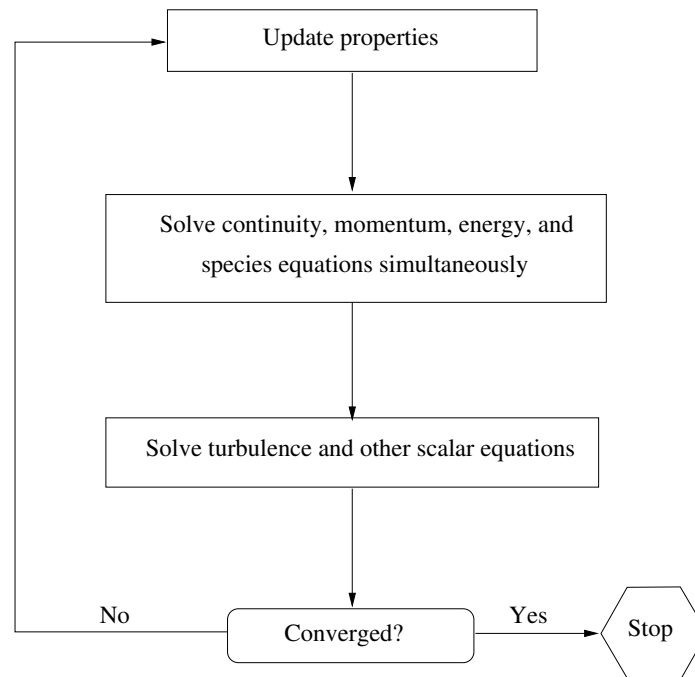 Update properties
Solve continuity, momentum, energy, and
species equations simultaneously
Solve turbulence and other scalar equations
No
Converged?
Yes
Stop